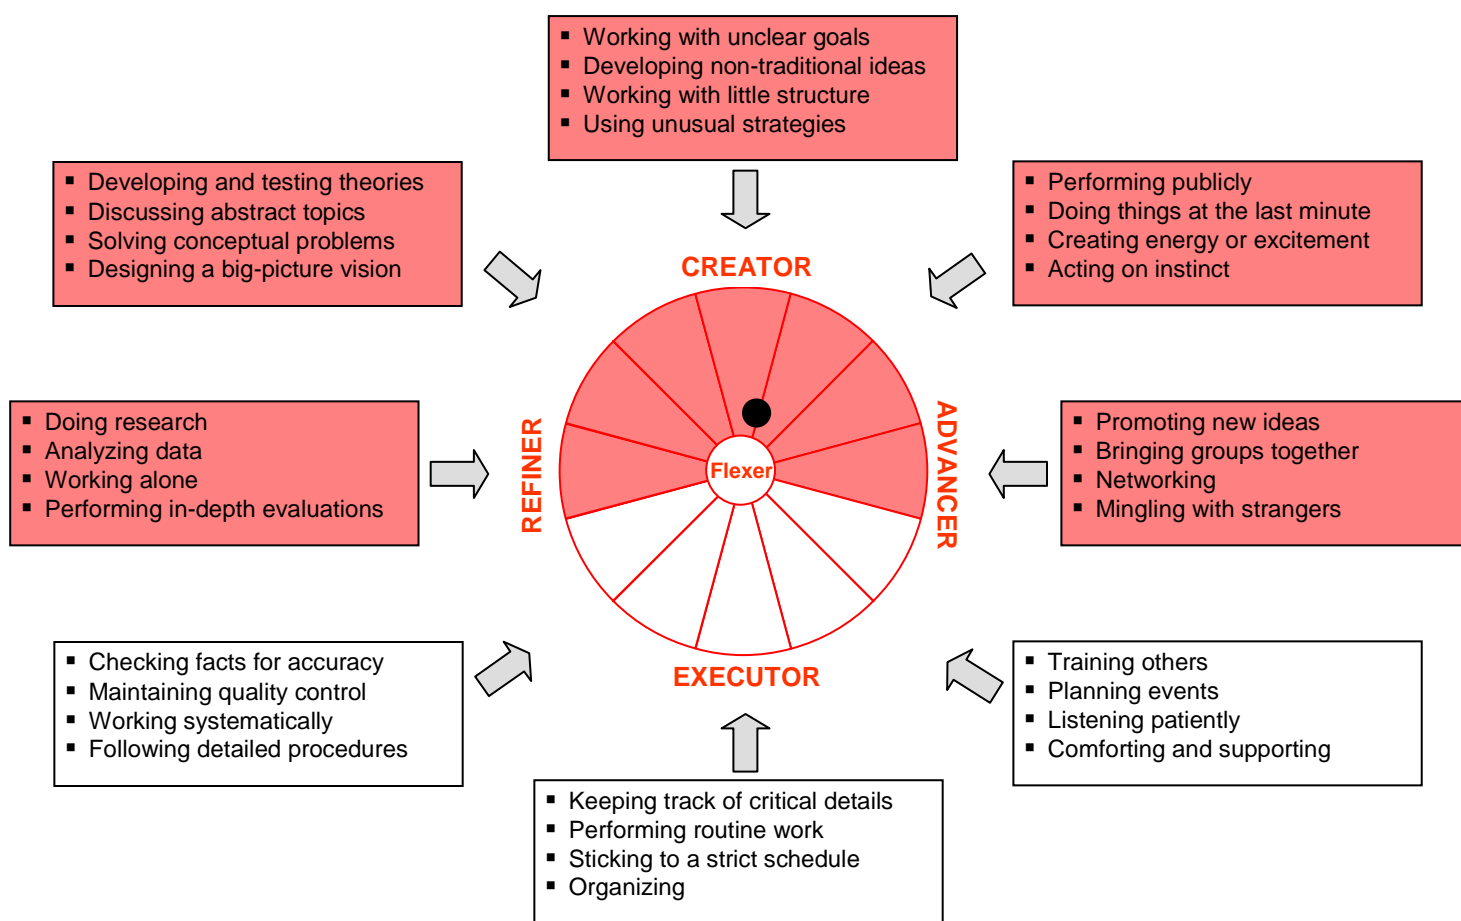 ▪ Working with unclear goals
▪ Developing non-traditional ideas
▪ Working with little structure
▪ Using unusual strategies
▪ Developing and testing theories
▪ Discussing abstract topics
▪ Solving conceptual problems
▪ Designing a big-picture vision
▪ Performing publicly
▪ Doing things at the last minute
▪ Creating energy or excitement
▪ Acting on instinct
CREATOR
▪ Doing research
▪ Analyzing data
▪ Working alone
▪ Performing in-depth evaluations
REFINER
Flexer
ADVANCER
▪ Promoting new ideas
▪ Bringing groups together
▪ Networking
▪ Mingling with strangers
▪ Checking facts for accuracy
▪ Maintaining quality control
▪ Working systematically
▪ Following detailed procedures
EXECUTOR
▪ Training others
▪ Planning events
▪ Listening patiently
▪ Comforting and supporting
▪ Keeping track of critical details
▪ Performing routine work
▪ Sticking to a strict schedule
▪ Organizing